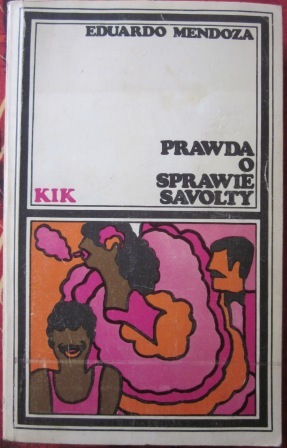 EDUARDO MENDOZA
PRAWDA
O
SPRAWIE
SAVOLTY
KIK